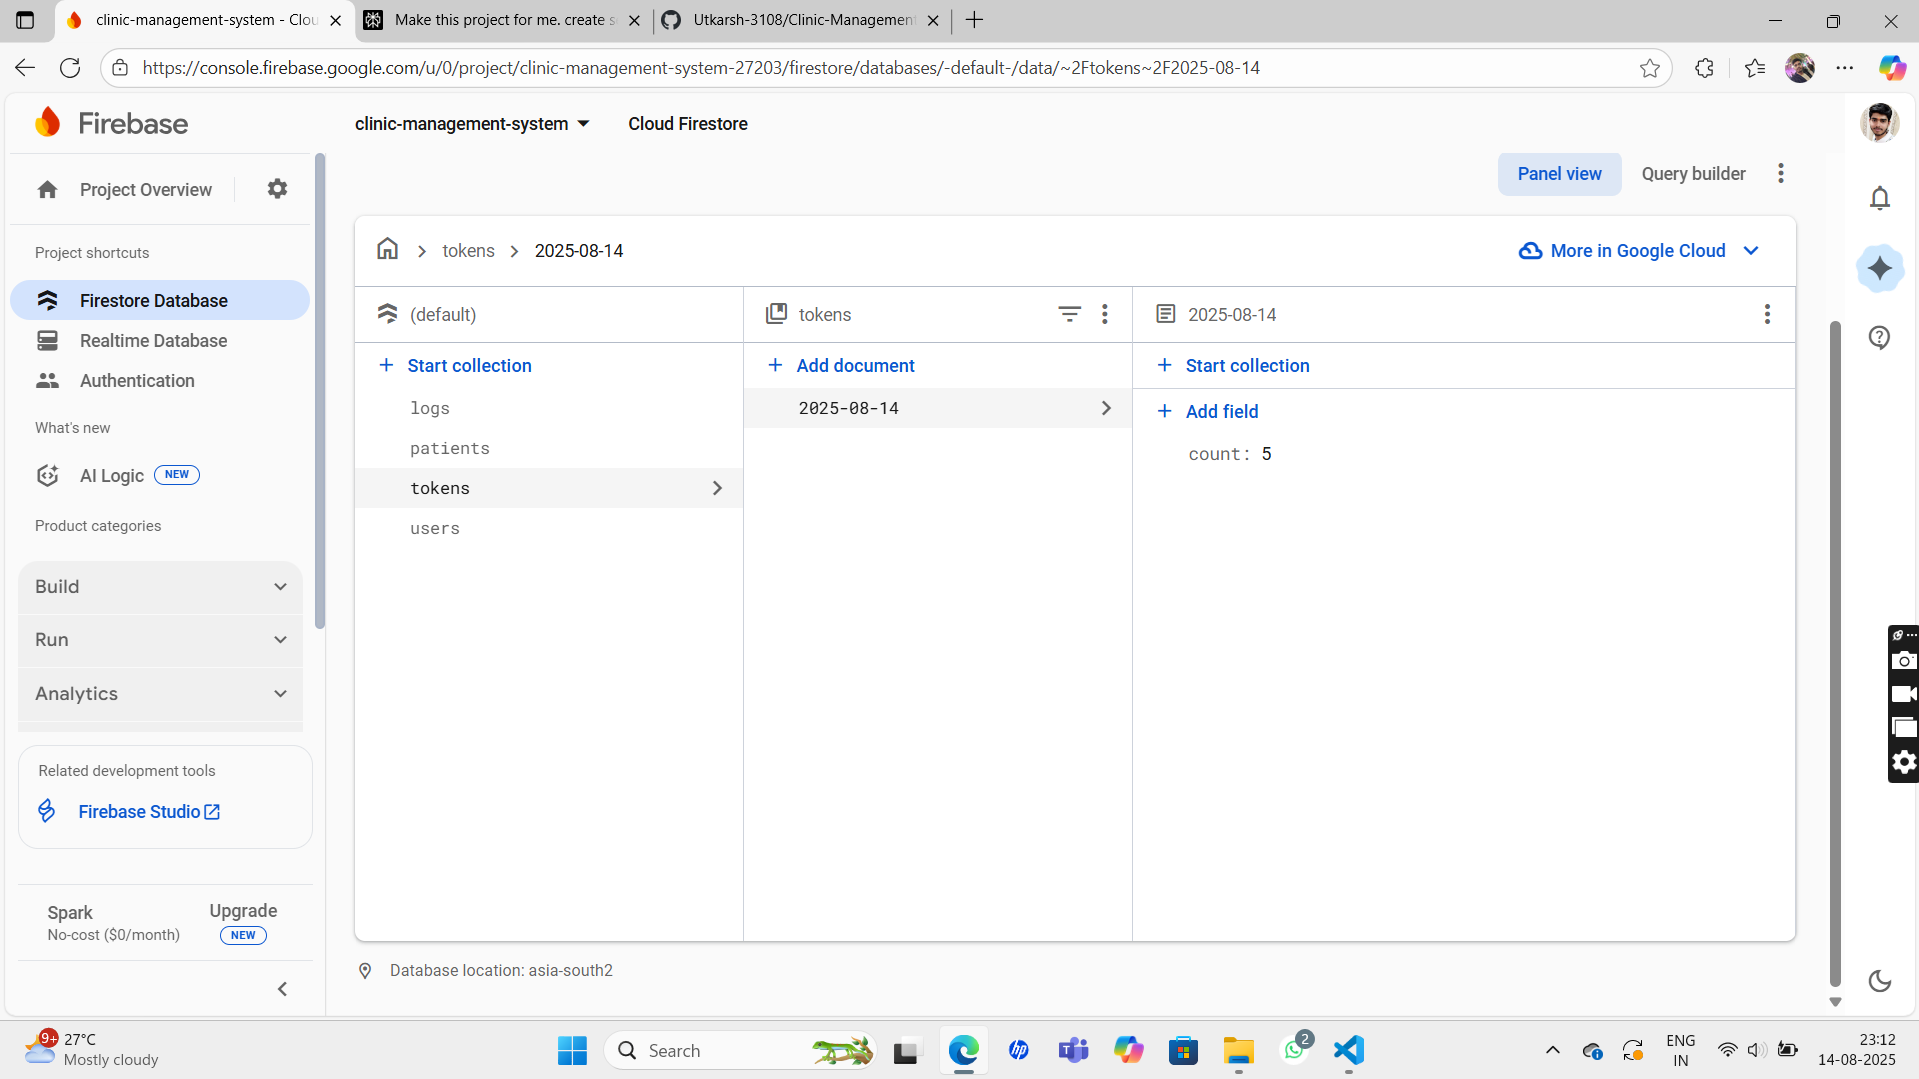 clinic-management-system - Clou
Make this project for me. create s
Utkarsh-3108/Clinic-Management
https://console.firebase.google.com/u/0/project/clinic-management-system-27203/firestore/databases/-default-/data/~2Ftokens~2F2025-08-14
Firebase
clinic-management-system
Cloud Firestore
Project Overview
Panel view
Query builder
Project shortcuts
Firestore Database
Realtime Database
Authentication
What's new
AI Logic NEW
Product categories
Build
Run
Analytics
Related development tools
Firebase Studio
Spark
No-cost ($0/month)
Upgrade
NEW
tokens
2025-08-14
More in Google Cloud
(default)
Start collection
logs
patients
tokens
users
tokens
Add document
2025-08-14
2025-08-14
Start collection
Add field
count: 5
Database location: asia-south2
9+
27°C
Mostly cloudy
Search
hp
2
ENG
IN
23:12
14-08-2025